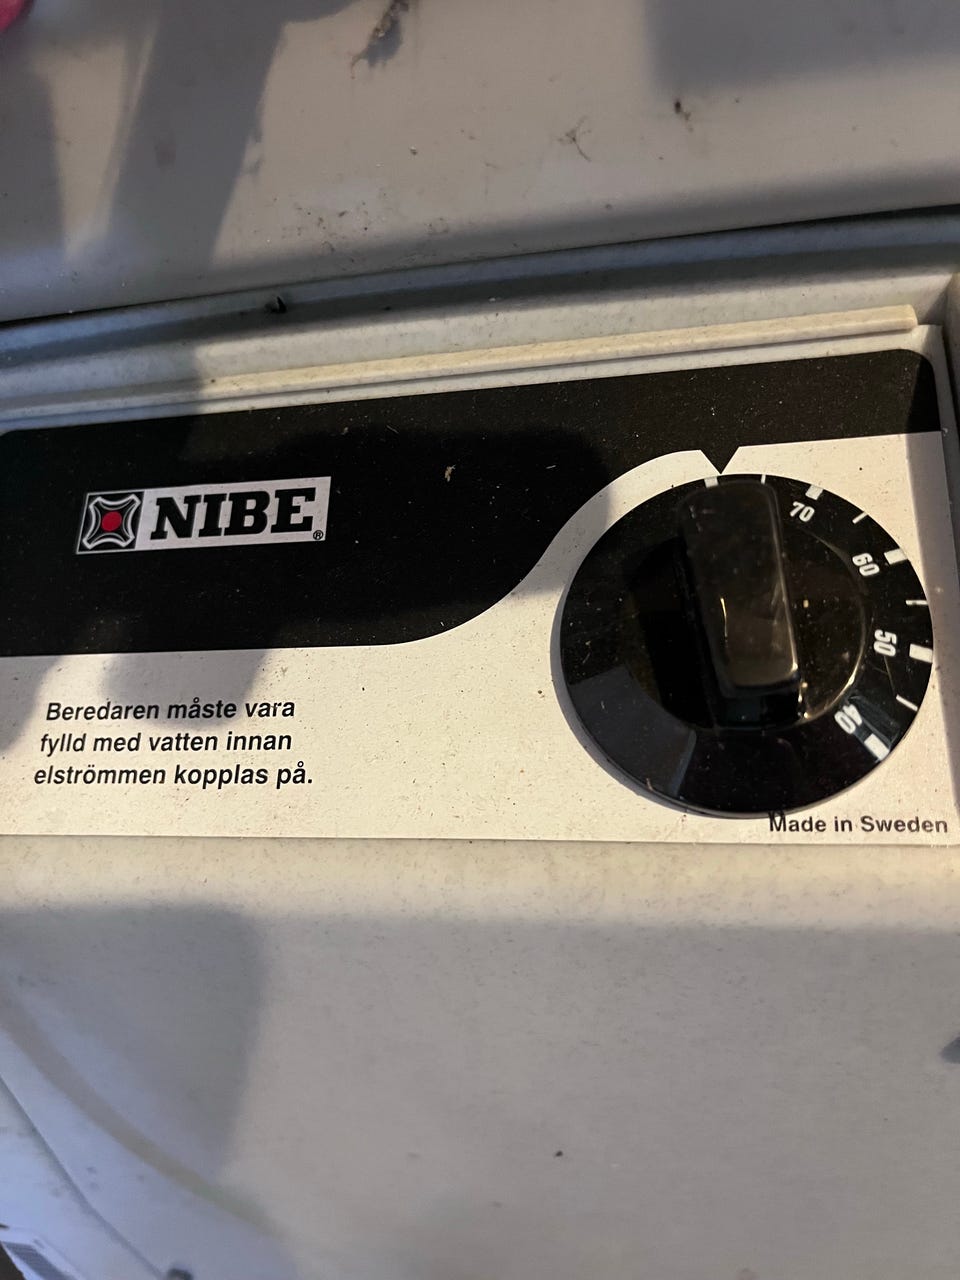 NIBE®
70
60
50
40
Beredaren måste vara
fylld med vatten innan
elströmmen kopplas på.
Made in Sweden